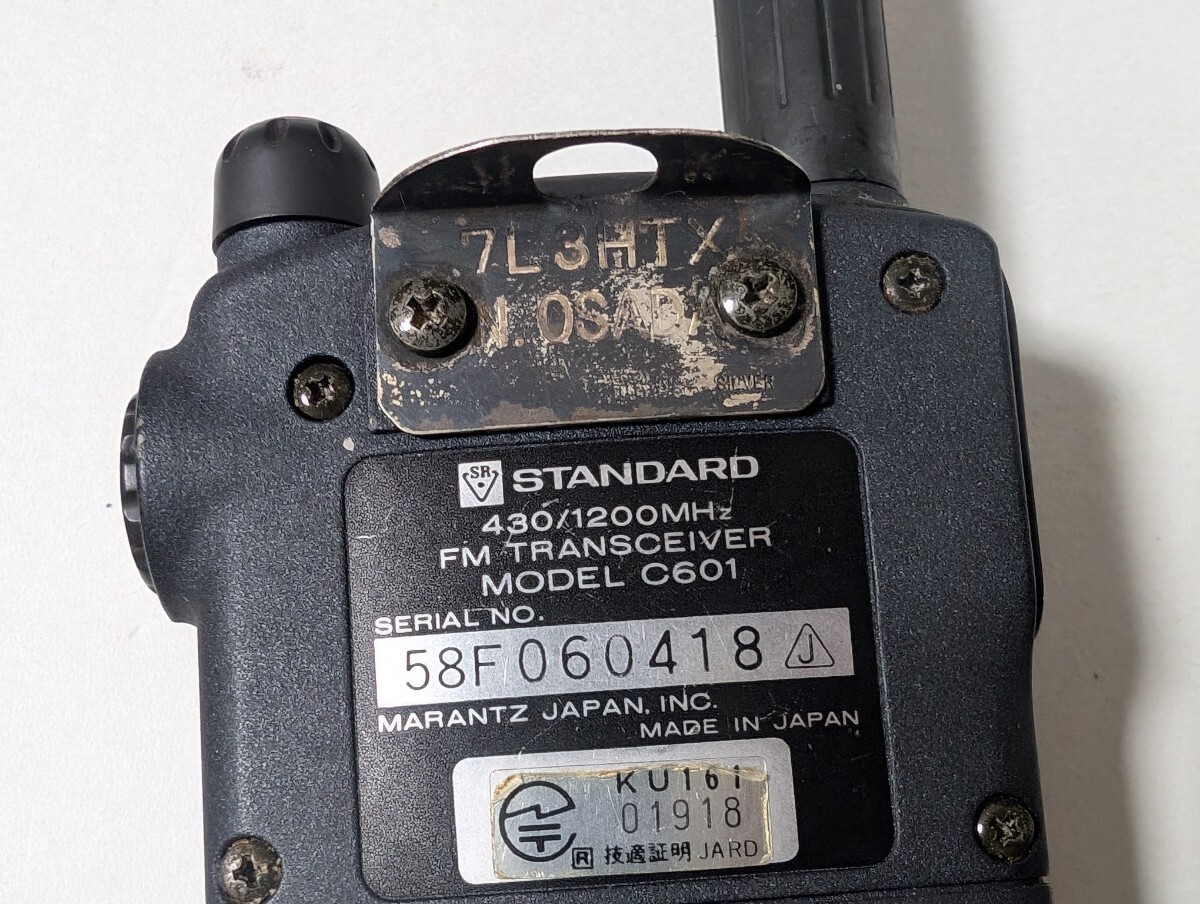 7L3HTX
N.OSADA
SILVER
SR STANDARD
430/1200MHz
FM TRANSCEIVER
MODEL C601
SERIAL NO.
58F060418 J
MARANTZ JAPAN, INC.
MADE IN JAPAN
KU161
01918
R 技適証明 JARD